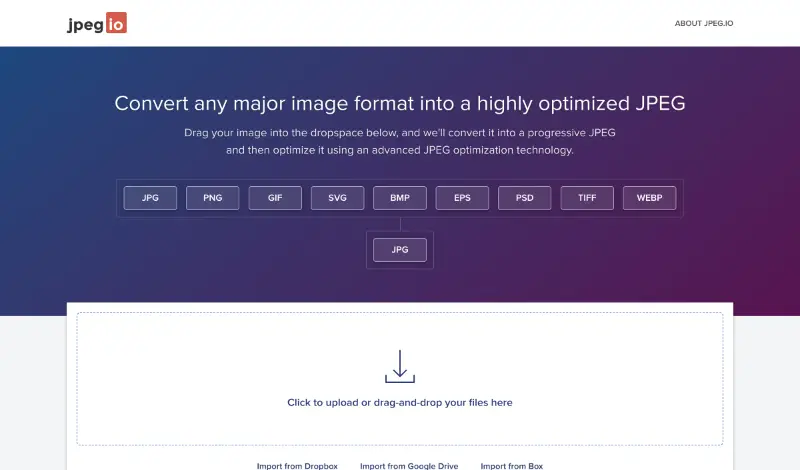 jpeg io
ABOUT JPEG.IO
Convert any major image format into a highly optimized JPEG
Drag your image into the dropspace below, and we'll convert it into a progressive JPEG
and then optimize it using an advanced JPEG optimization technology.
JPG PNG GIF SVG BMP EPS PSD TIFF WEBP
JPG
Click to upload or drag-and-drop your files here
Import from Dropbox Import from Google Drive Import from Box